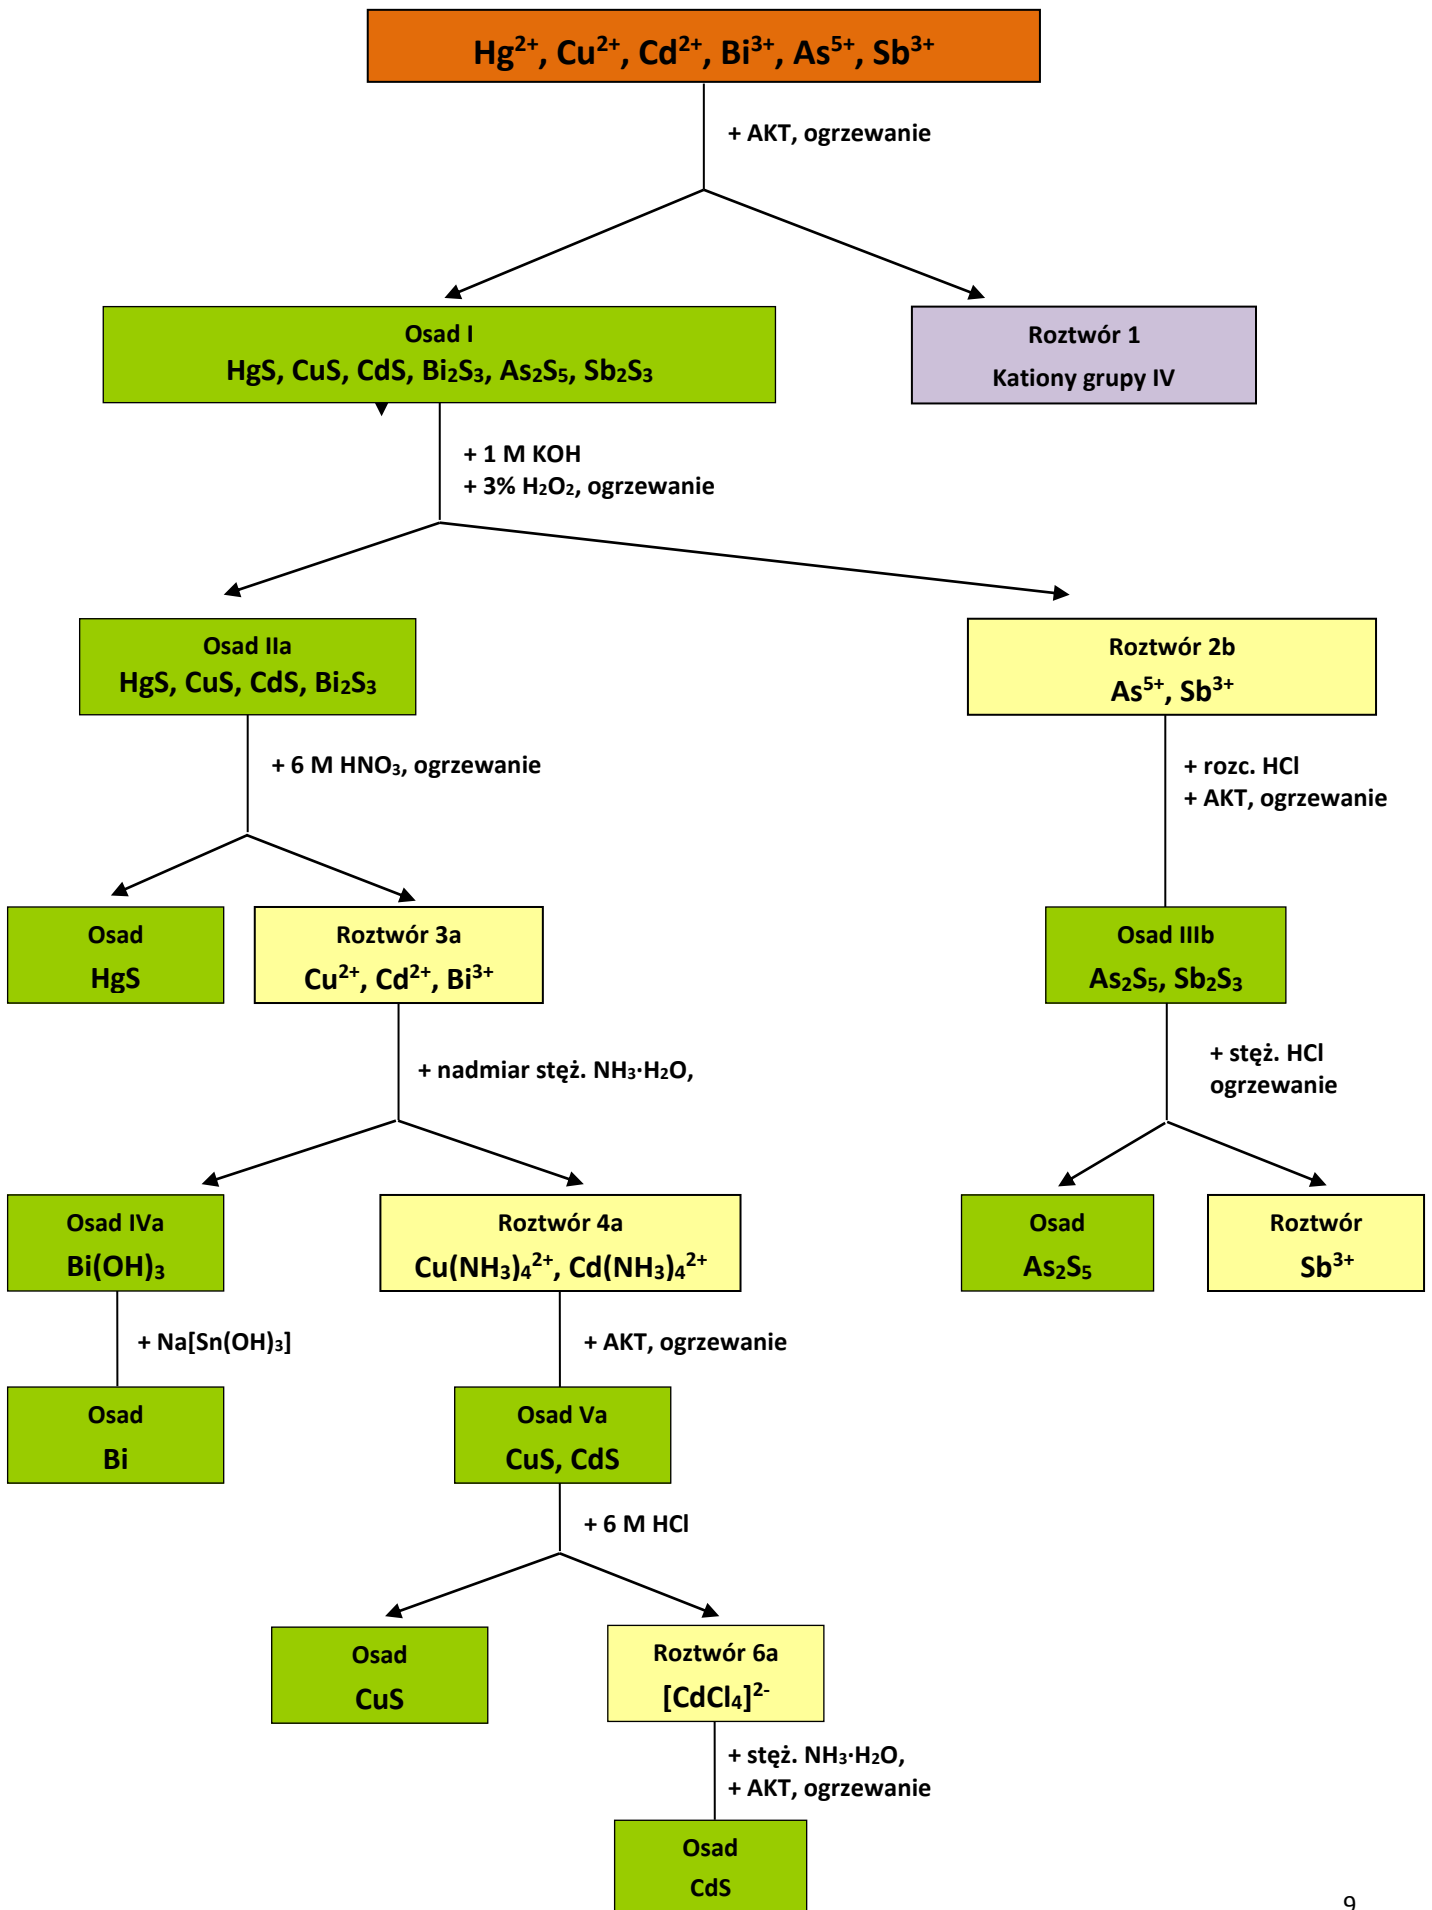 Hg²⁺, Cu²⁺, Cd²⁺, Bi³⁺, As⁵⁺, Sb³⁺
+ AKT, ogrzewanie
Osad I
HgS, CuS, CdS, Bi₂S₃, As₂S₅, Sb₂S₃
Roztwór 1
Kationy grupy IV
+ 1 M KOH
+ 3% H₂O₂, ogrzewanie
Osad IIa
HgS, CuS, CdS, Bi₂S₃
Roztwór 2b
As⁵⁺, Sb³⁺
+ 6 M HNO₃, ogrzewanie
+ rozc. HCl
+ AKT, ogrzewanie
Osad
HgS
Roztwór 3a
Cu²⁺, Cd²⁺, Bi³⁺
Osad IIIb
As₂S₅, Sb₂S₃
+ nadmiar stęż. NH₃·H₂O,
+ stęż. HCl
ogrzewanie
Osad IVa
Bi(OH)₃
Roztwór 4a
Cu(NH₃)₄²⁺, Cd(NH₃)₄²⁺
Osad
As₂S₅
Roztwór
Sb³⁺
+ Na[Sn(OH)₃]
+ AKT, ogrzewanie
Osad
Bi
Osad Va
CuS, CdS
+ 6 M HCl
Osad
CuS
Roztwór 6a
[CdCl₄]²⁻
+ stęż. NH₃·H₂O,
+ AKT, ogrzewanie
Osad
CdS
9